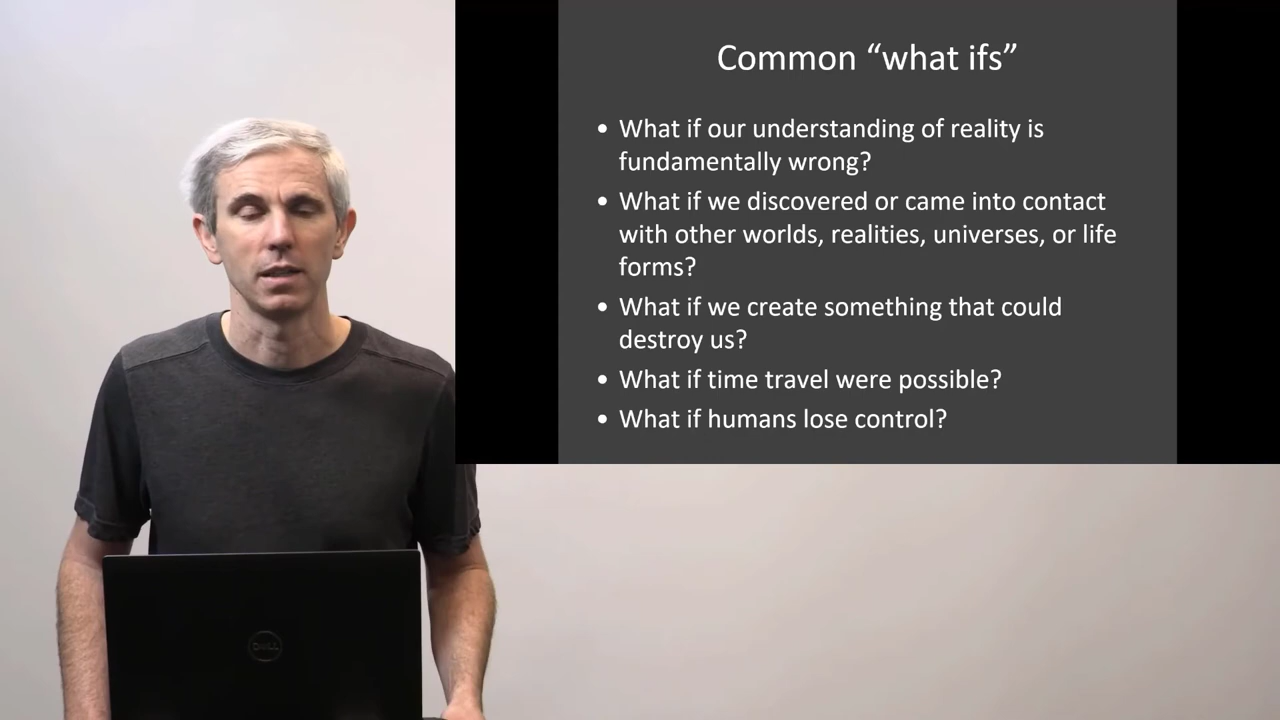 Common “what ifs”
• What if our understanding of reality is
fundamentally wrong?
• What if we discovered or came into contact
with other worlds, realities, universes, or life
forms?
• What if we create something that could
destroy us?
• What if time travel were possible?
• What if humans lose control?
DELL